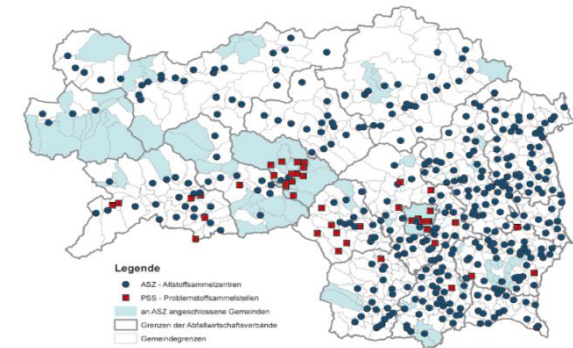 Legende
ASZ - Altstoffsammelzentren
PSS - Problemstoffsammelstellen
an ASZ angeschlossene Gemeinden
Grenzen der Abfallwirtschaftsverbände
Gemeindegrenzen